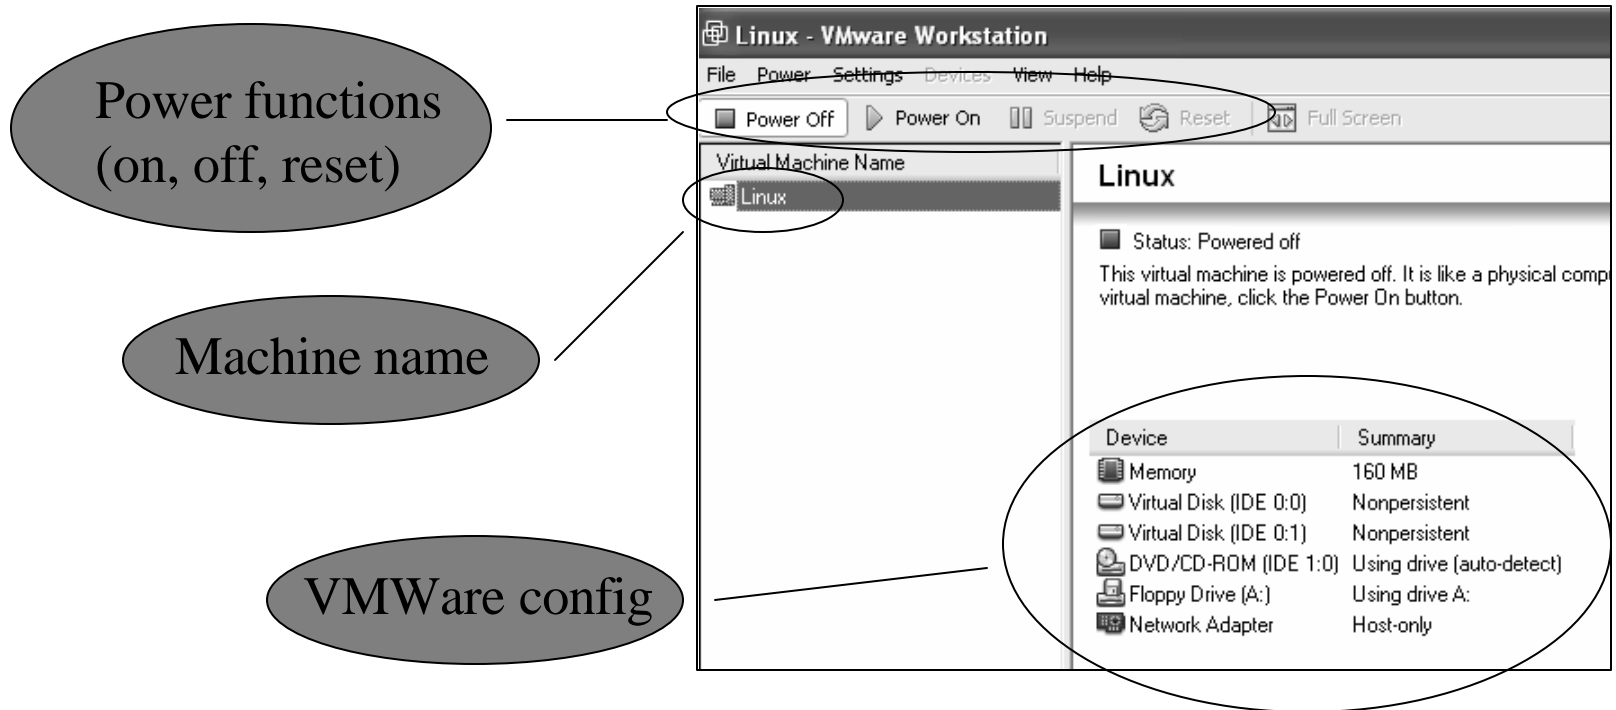 Power functions
(on, off, reset)
Machine name
VMWare config
Linux - VMware Workstation
File Power Settings Devices View Help
Power Off Power On Suspend Reset Full Screen
Virtual Machine Name
Linux
Linux
Status: Powered off
This virtual machine is powered off. It is like a physical comp
virtual machine, click the Power On button.
Device Summary
Memory 160 MB
Virtual Disk (IDE 0:0) Nonpersistent
Virtual Disk (IDE 0:1) Nonpersistent
DVD/CD-ROM (IDE 1:0) Using drive (auto-detect)
Floppy Drive (A:) Using drive A:
Network Adapter Host-only